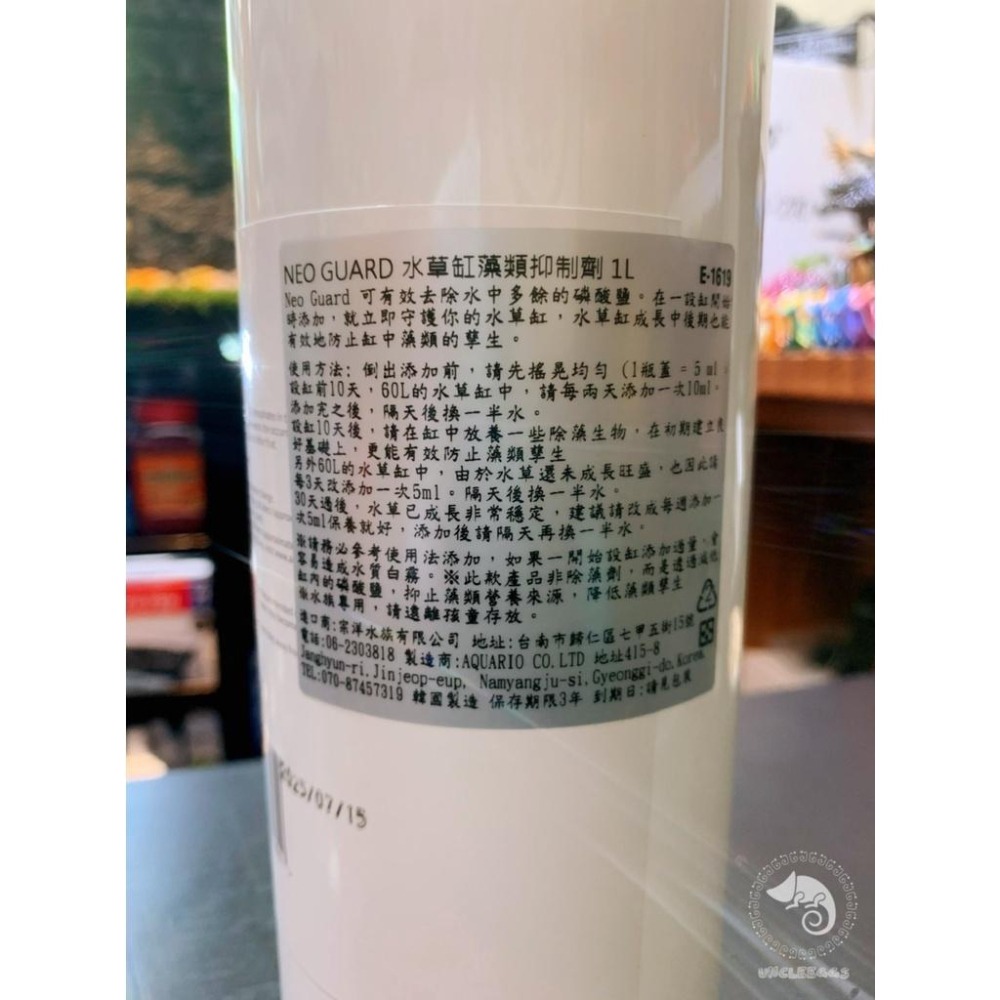 NEO GUARD 水草缸藻類抑制劑 1L
E-1619
Neo Guard 可有效去除水中多餘的磷酸鹽。在一設缸開始
時添加，就立即守護你的水草缸，水草缸成長中後期也能
有效地防止缸中藻類的孳生。
使用方法: 倒出添加前，請先搖晃均勻 (1瓶蓋 = 5 ml
設缸前10天，60L的水草缸中，請每兩天添加一次10ml。
添加完之後，隔天後換一半水。
設缸10天後，請在缸中放養一些除藻生物，在初期建立良
好基礎上，更能有效防止藻類孳生
另外60L的水草缸中，由於水草還未成長旺盛，也因此請
每3天改添加一次5ml。隔天後換一半水。
30天過後，水草已成長非常穩定，建議請改成每週添加一
次5ml保養就好，添加後請隔天再換一半水。
※請務必參考使用法添加，如果一開始設缸添加過量，會
容易造成水質白霧。※此款產品非除藻劑，而是透過減低
缸內的磷酸鹽，抑止藻類營養來源，降低藻類孳生
※水族專用，請遠離孩童存放。
進口商:宗洋水族有限公司 地址:台南市歸仁區七甲五街15號
電話:06-2303818 製造商:AQUARIO CO.LTD 地址415-8
Janghyun-ri,Jinjeop-eup, Namyangju-si,Gyeonggi-do,Korea
TEL:070-87457319 韓國製造 保存期限3年 到期日:請見包裝
2025/07/15
UNCLEEGGS